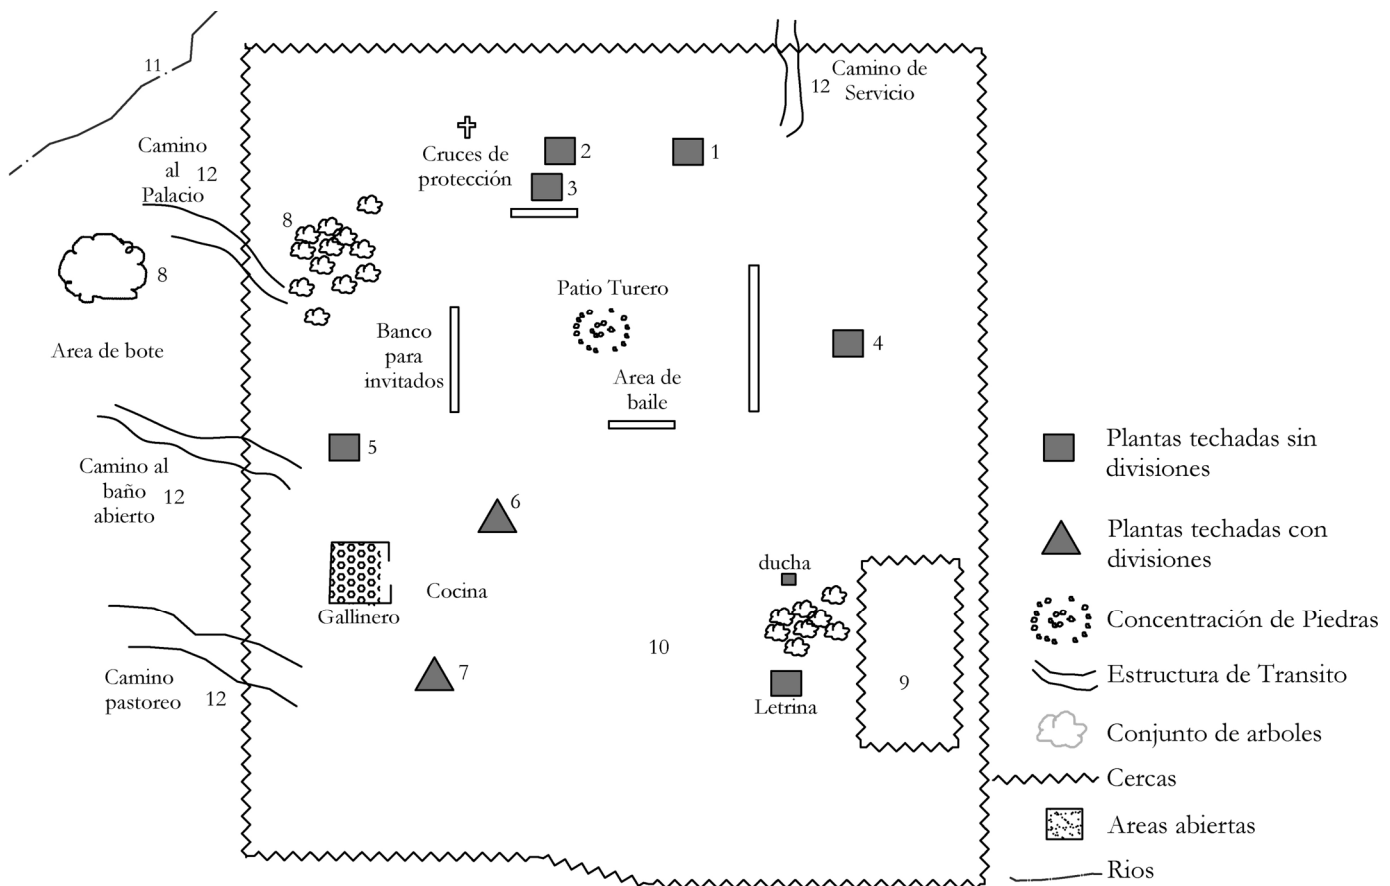 11
12
Camino de
Servicio
Camino
al
Palacio
12
Cruces de
protección
2
1
3
8
8
Patio Turero
Area de bote
Banco
para
invitados
4
Area de
baile
5
Camino al
baño
abierto
12
6
Gallinero
Cocina
ducha
10
9
7
Letrina
Camino
pastoreo
12
Plantas techadas sin
divisiones
Plantas techadas con
divisiones
Concentración de Piedras
Estructura de Transito
Conjunto de arboles
Cercas
Areas abiertas
Rios